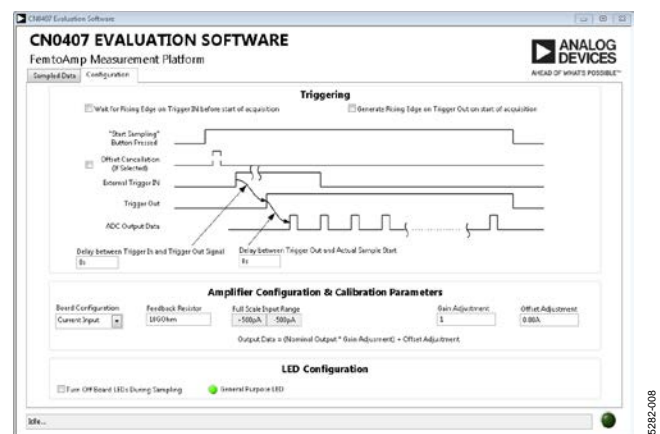 CN0407 Evaluation Software
CN0407 EVALUATION SOFTWARE
FemtoAmp Measurement Platform
ANALOG
DEVICES
AHEAD OF WHAT'S POSSIBLE™
Sampled Data
Configuration
Triggering
Wait for Rising Edge on Trigger IN before start of acquisition
Generate Rising Edge on Trigger Out on start of acquisition
"Start Sampling"
Button Pressed
Offset Cancellation
(If Selected)
External Trigger IN
Trigger Out
ADC Output Data
Delay between Trigger In and Trigger Out Signal
0s
Delay between Trigger Out and Actual Sample Start
0s
Amplifier Configuration & Calibration Parameters
Board Configuration
Feedback Resistor
Full Scale Input Range
Gain Adjustment
Offset Adjustment
Current Input
10GOhm
+500pA
-500pA
1
0.00A
Output Data = (Nominal Output * Gain Adjusment) + Offset Adjustment
LED Configuration
Turn Off Board LEDs During Sampling
General Purpose LED
Idle...
5282-008